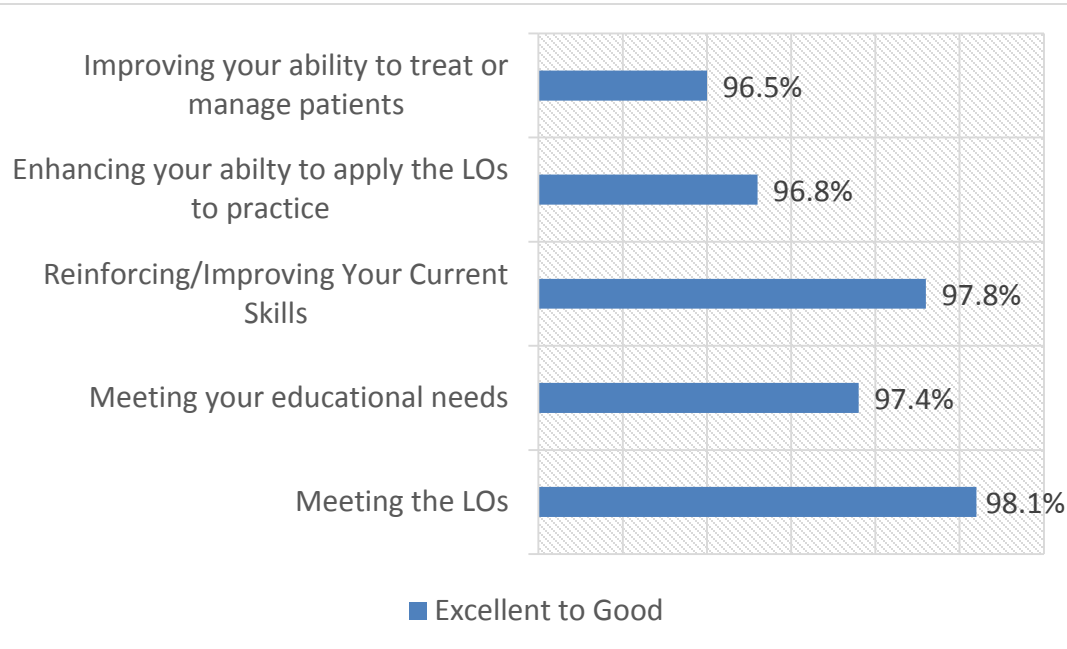 Improving your ability to treat or
manage patients
96.5%
Enhancing your abilty to apply the LOs
to practice
96.8%
Reinforcing/Improving Your Current
Skills
97.8%
Meeting your educational needs
97.4%
Meeting the LOs
98.1%
Excellent to Good